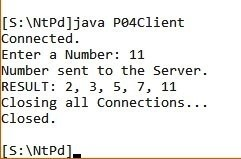 [S:\NtPd]java P04Client
Connected.
Enter a Number: 11
Number sent to the Server.
RESULT: 2, 3, 5, 7, 11
Closing all Connections...
Closed.
[S:\NtPd]